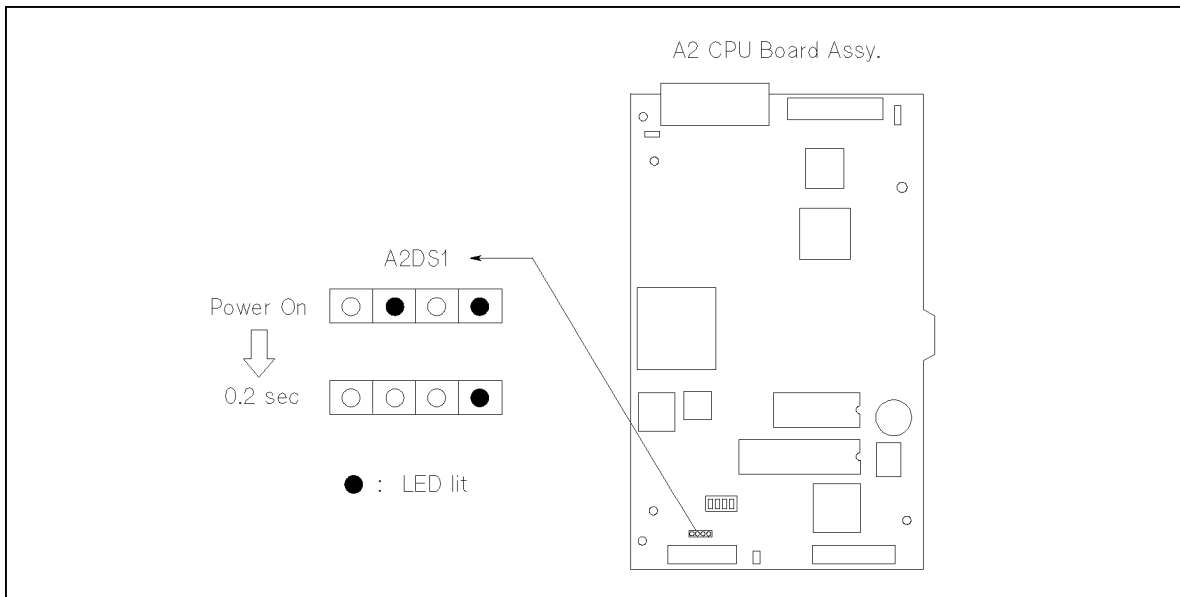 A2 CPU Board Assy.
A2DS1
Power On
0.2 sec
: LED lit